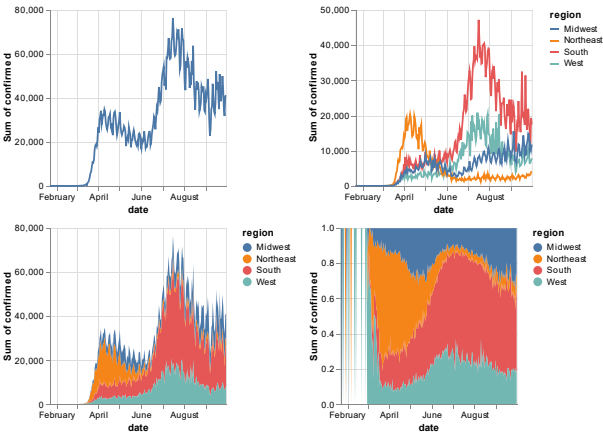 80,000
60,000
40,000
20,000
0
Sum of confirmed
February April June August
date
50,000
40,000
30,000
20,000
10,000
0
Sum of confirmed
February April June August
date
region
Midwest
Northeast
South
West
80,000
60,000
40,000
20,000
0
Sum of confirmed
February April June August
date
region
Midwest
Northeast
South
West
1.0
0.8
0.6
0.4
0.2
0.0
Sum of confirmed
February April June August
date
region
Midwest
Northeast
South
West